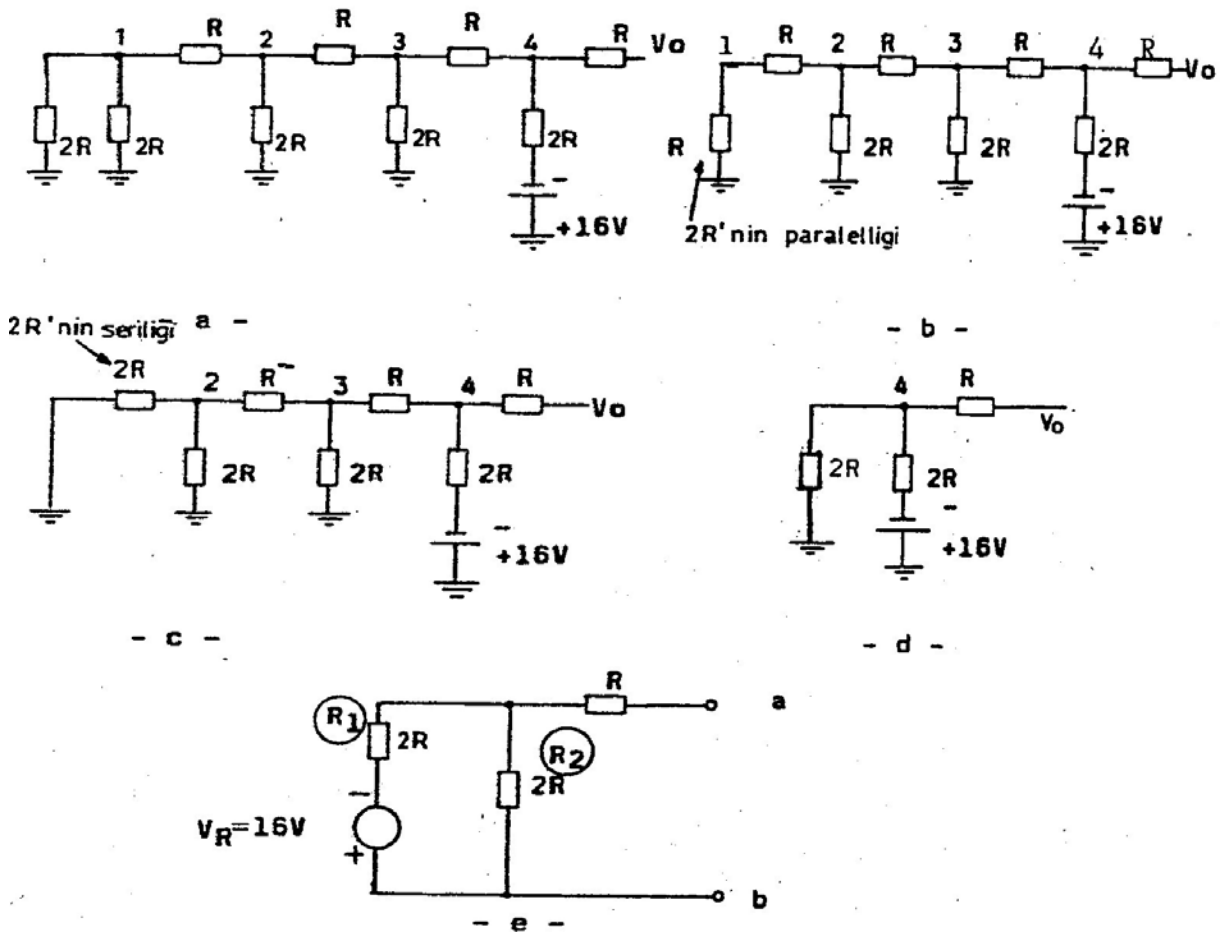 1 R 2 R 3 R 4 R Vo
2R 2R 2R 2R 2R
-
+16V
- a -
1 R 2 R 3 R 4 R Vo
R 2R 2R 2R
-
+16V
2R'nin paralelligi
- b -
2R'nin seriliği
2R 2 R- 3 R 4 R Vo
2R 2R 2R
-
+16V
- c -
4 R Vo
2R 2R
-
+16V
- d -
R a
R1 2R R2 2R
-
VR=16V
+
b
- e -